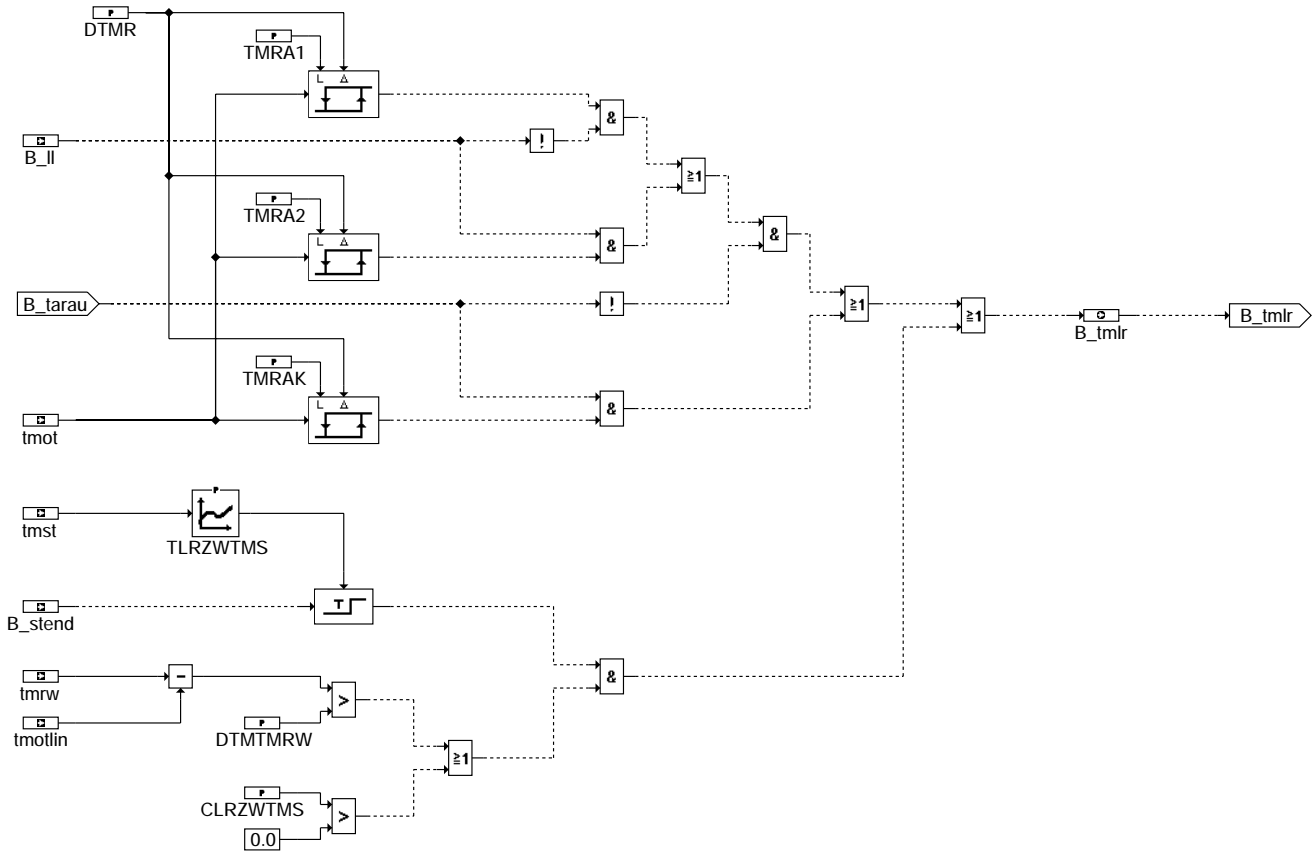 P
DTMR
P
TMRA1
L Δ
&
B_ll
!
≥1
P
TMRA2
L Δ
&
&
B_tarau
!
≥1
≥1
B_tmlr
B_tmlr
P
TMRAK
L Δ
&
tmot
P
tmst
TLRZWTMS
T
B_stend
&
tmrw
-
>
tmotlin
P
DTMTMRW
≥1
P
CLRZWTMS
>
0.0